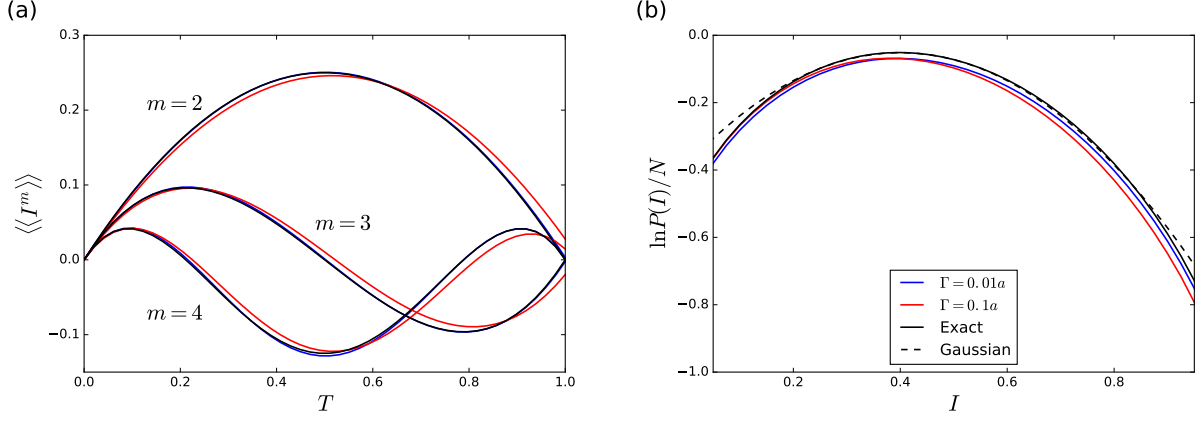 (a)
0.3
0.2
0.1
0.0
−0.1
0.0
0.2
0.4
0.6
0.8
1.0
T
⟨⟨I^m⟩⟩
m=2
m=3
m=4
(b)
0.0
−0.2
−0.4
−0.6
−0.8
−1.0
0.2
0.4
0.6
0.8
I
lnP(I)/N
Γ=0.01a
Γ=0.1a
Exact
Gaussian